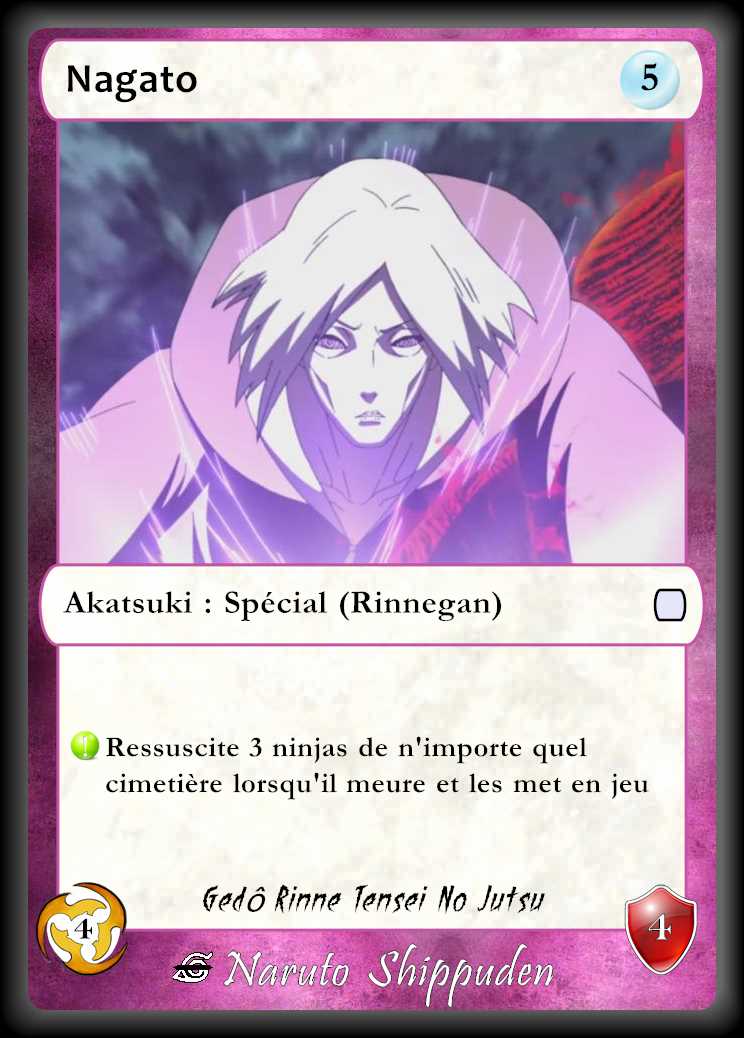 Nagato
5
Akatsuki : Spécial (Rinnegan)
Ressuscite 3 ninjas de n'importe quel
cimetière lorsqu'il meure et les met en jeu
Gedô Rinne Tensei No Jutsu
4
4
Naruto Shippuden